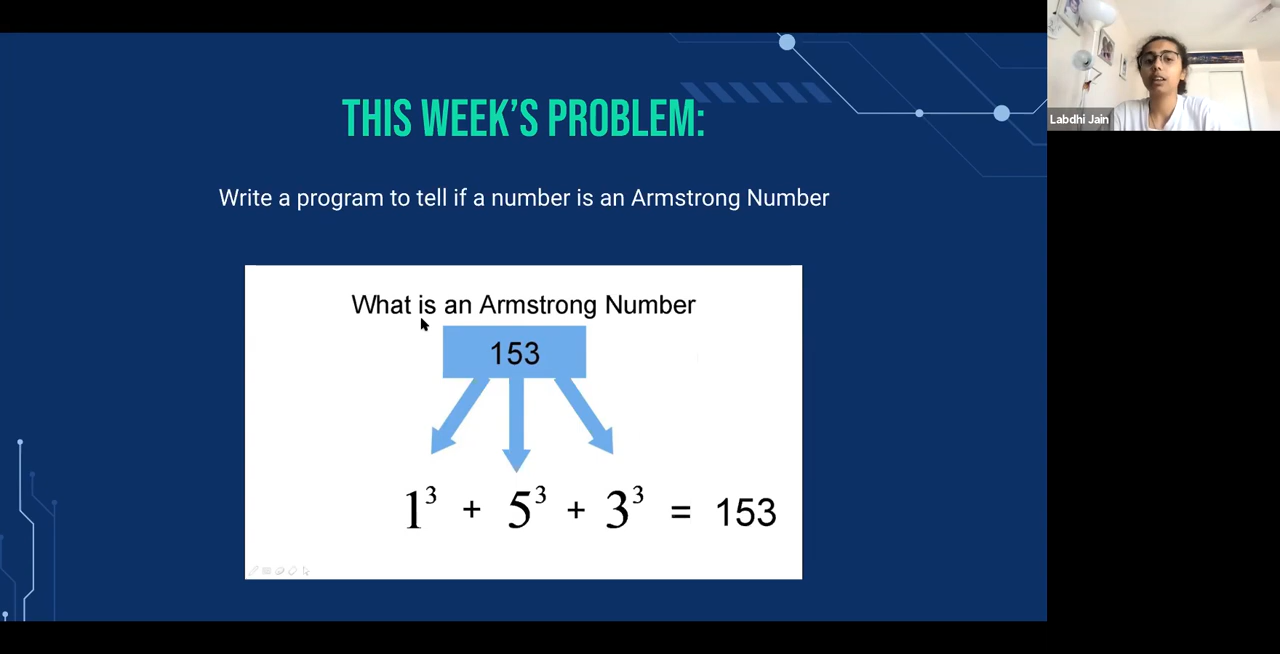 THIS WEEK'S PROBLEM:
Write a program to tell if a number is an Armstrong Number
What is an Armstrong Number
153
1³ + 5³ + 3³ = 153
Labdhi Jain